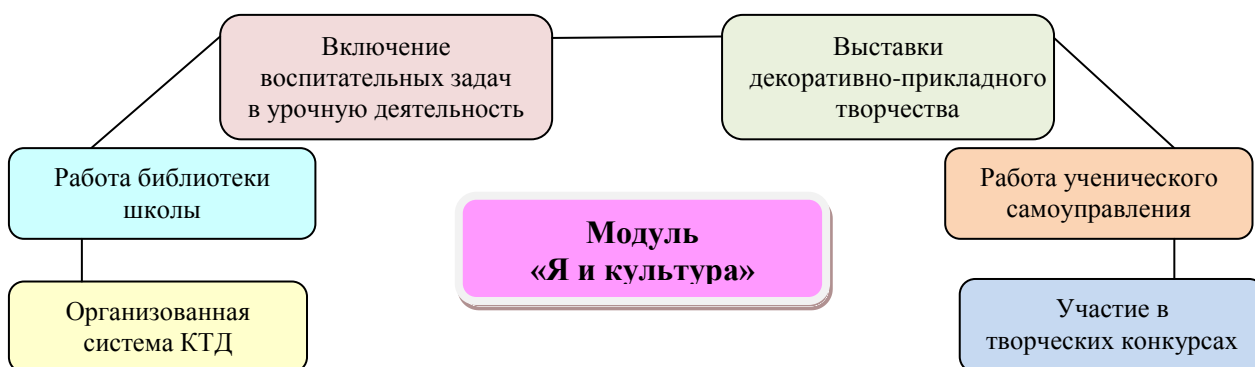 Включение
воспитательных задач
в урочную деятельность
Выставки
декоративно-прикладного
творчества
Работа библиотеки
школы
Работа ученического
самоуправления
Модуль
«Я и культура»
Организованная
система КТД
Участие в
творческих конкурсах